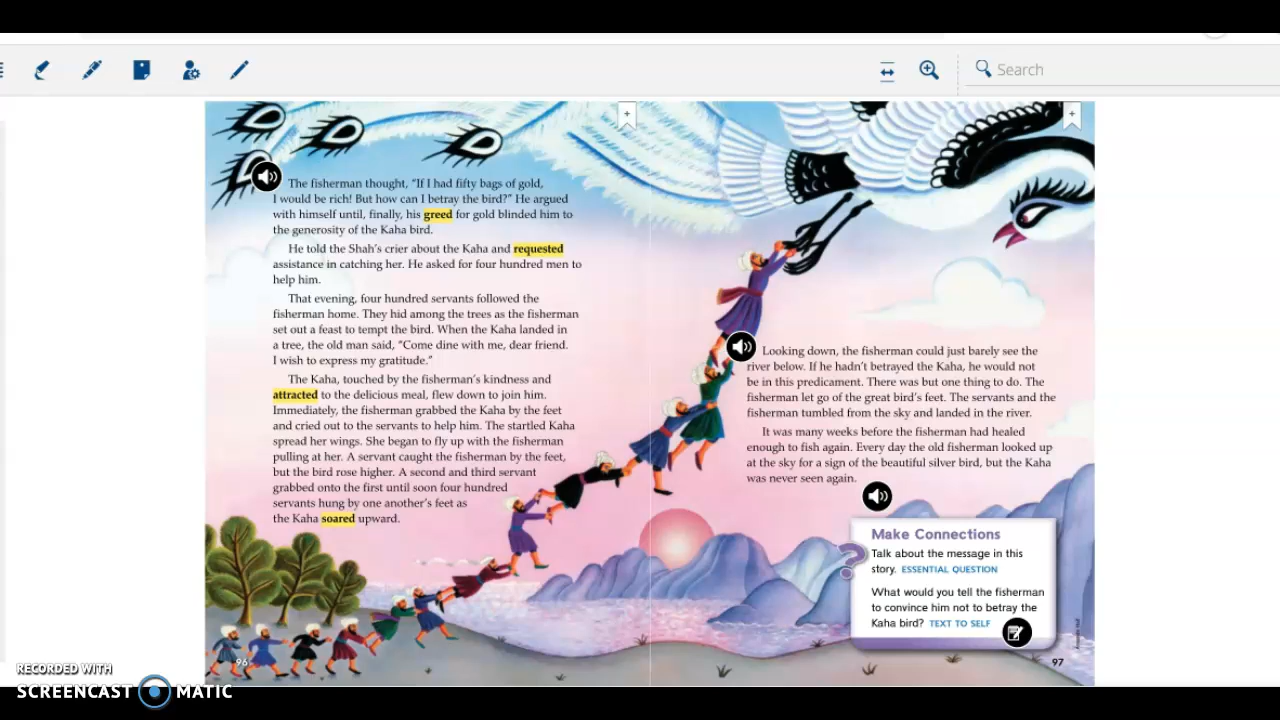 Search
The fisherman thought, "If I had fifty bags of gold,
I would be rich! But how can I betray the bird?" He argued
with himself until, finally, his greed for gold blinded him to
the generosity of the Kaha bird.
He told the Shah's crier about the Kaha and requested
assistance in catching her. He asked for four hundred men to
help him.
That evening, four hundred servants followed the
fisherman home. They hid among the trees as the fisherman
set out a feast to tempt the bird. When the Kaha landed in
a tree, the old man said, "Come dine with me, dear friend.
I wish to express my gratitude."
The Kaha, touched by the fisherman's kindness and
attracted to the delicious meal, flew down to join him.
Immediately, the fisherman grabbed the Kaha by the feet
and cried out to the servants to help him. The startled Kaha
spread her wings. She began to fly up with the fisherman
pulling at her. A servant caught the fisherman by the feet,
but the bird rose higher. A second and third servant
grabbed onto the first until soon four hundred
servants hung by one another's feet as
the Kaha soared upward.
96
Looking down, the fisherman could just barely see the
river below. If he hadn't betrayed the Kaha, he would not
be in this predicament. There was but one thing to do. The
fisherman let go of the great bird's feet. The servants and the
fisherman tumbled from the sky and landed in the river.
It was many weeks before the fisherman had healed
enough to fish again. Every day the old fisherman looked up
at the sky for a sign of the beautiful silver bird, but the Kaha
was never seen again.
Make Connections
Talk about the message in this
story. ESSENTIAL QUESTION
What would you tell the fisherman
to convince him not to betray the
Kaha bird? TEXT TO SELF
97
RECORDED WITH
SCREENCAST MATIC